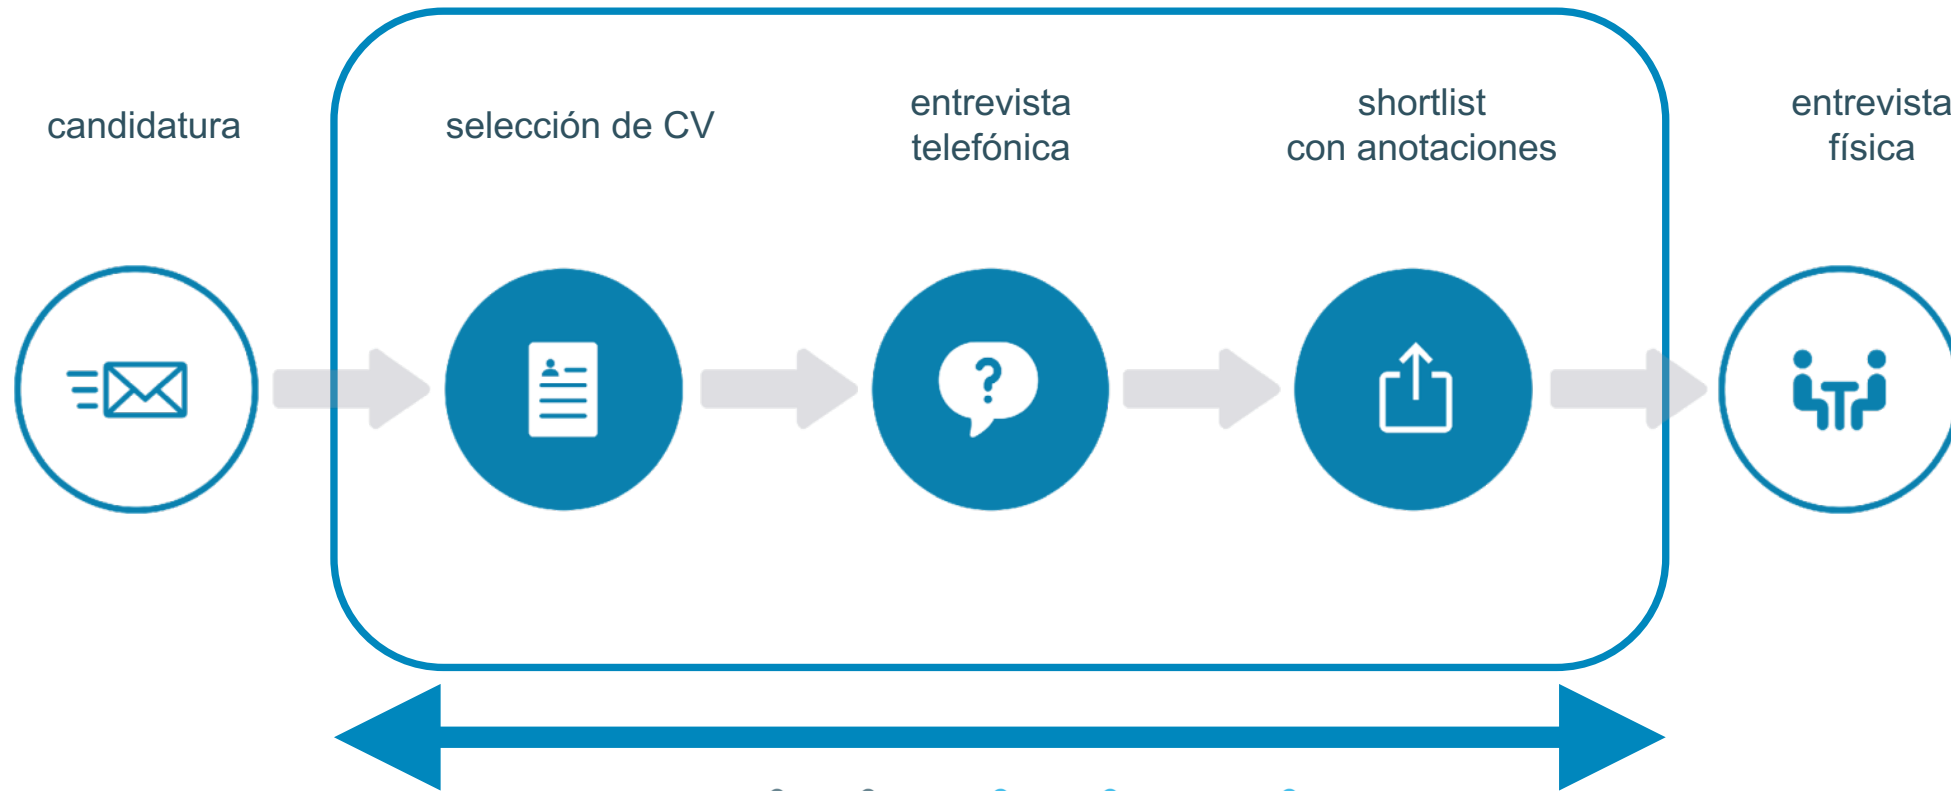 candidatura
selección de CV
entrevista
telefónica
shortlist
con anotaciones
entrevista
física
?